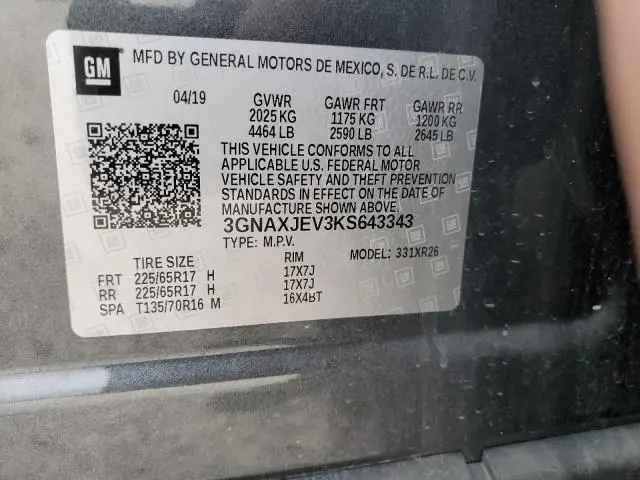 GM MFD BY GENERAL MOTORS DE MEXICO, S. DE R.L. DE C.V.
04/19 GVWR GAWR FRT GAWR RR
2025 KG 1175 KG 1200 KG
4464 LB 2590 LB 2645 LB
THIS VEHICLE CONFORMS TO ALL
APPLICABLE U.S. FEDERAL MOTOR
VEHICLE SAFETY AND THEFT PREVENTION
STANDARDS IN EFFECT ON THE DATE OF
MANUFACTURE SHOWN ABOVE.
3GNAXJEV3KS643343
TYPE: M.P.V. MODEL: 331XR26
TIRE SIZE RIM
FRT 225/65R17 H 17X7J
RR 225/65R17 H 17X7J
SPA T135/70R16 M 16X4BT